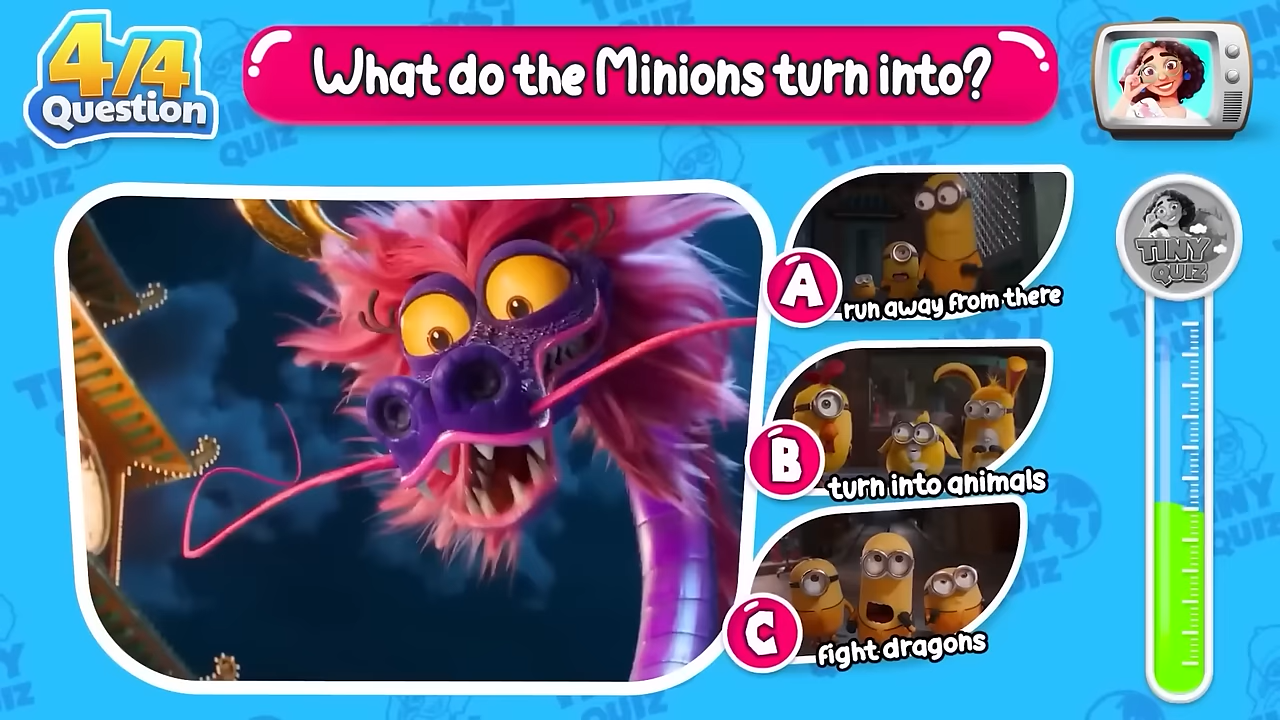 4/4
Question
What do the Minions turn into?
A
run away from there
B
turn into animals
C
fight dragons
TINY
QUIZ